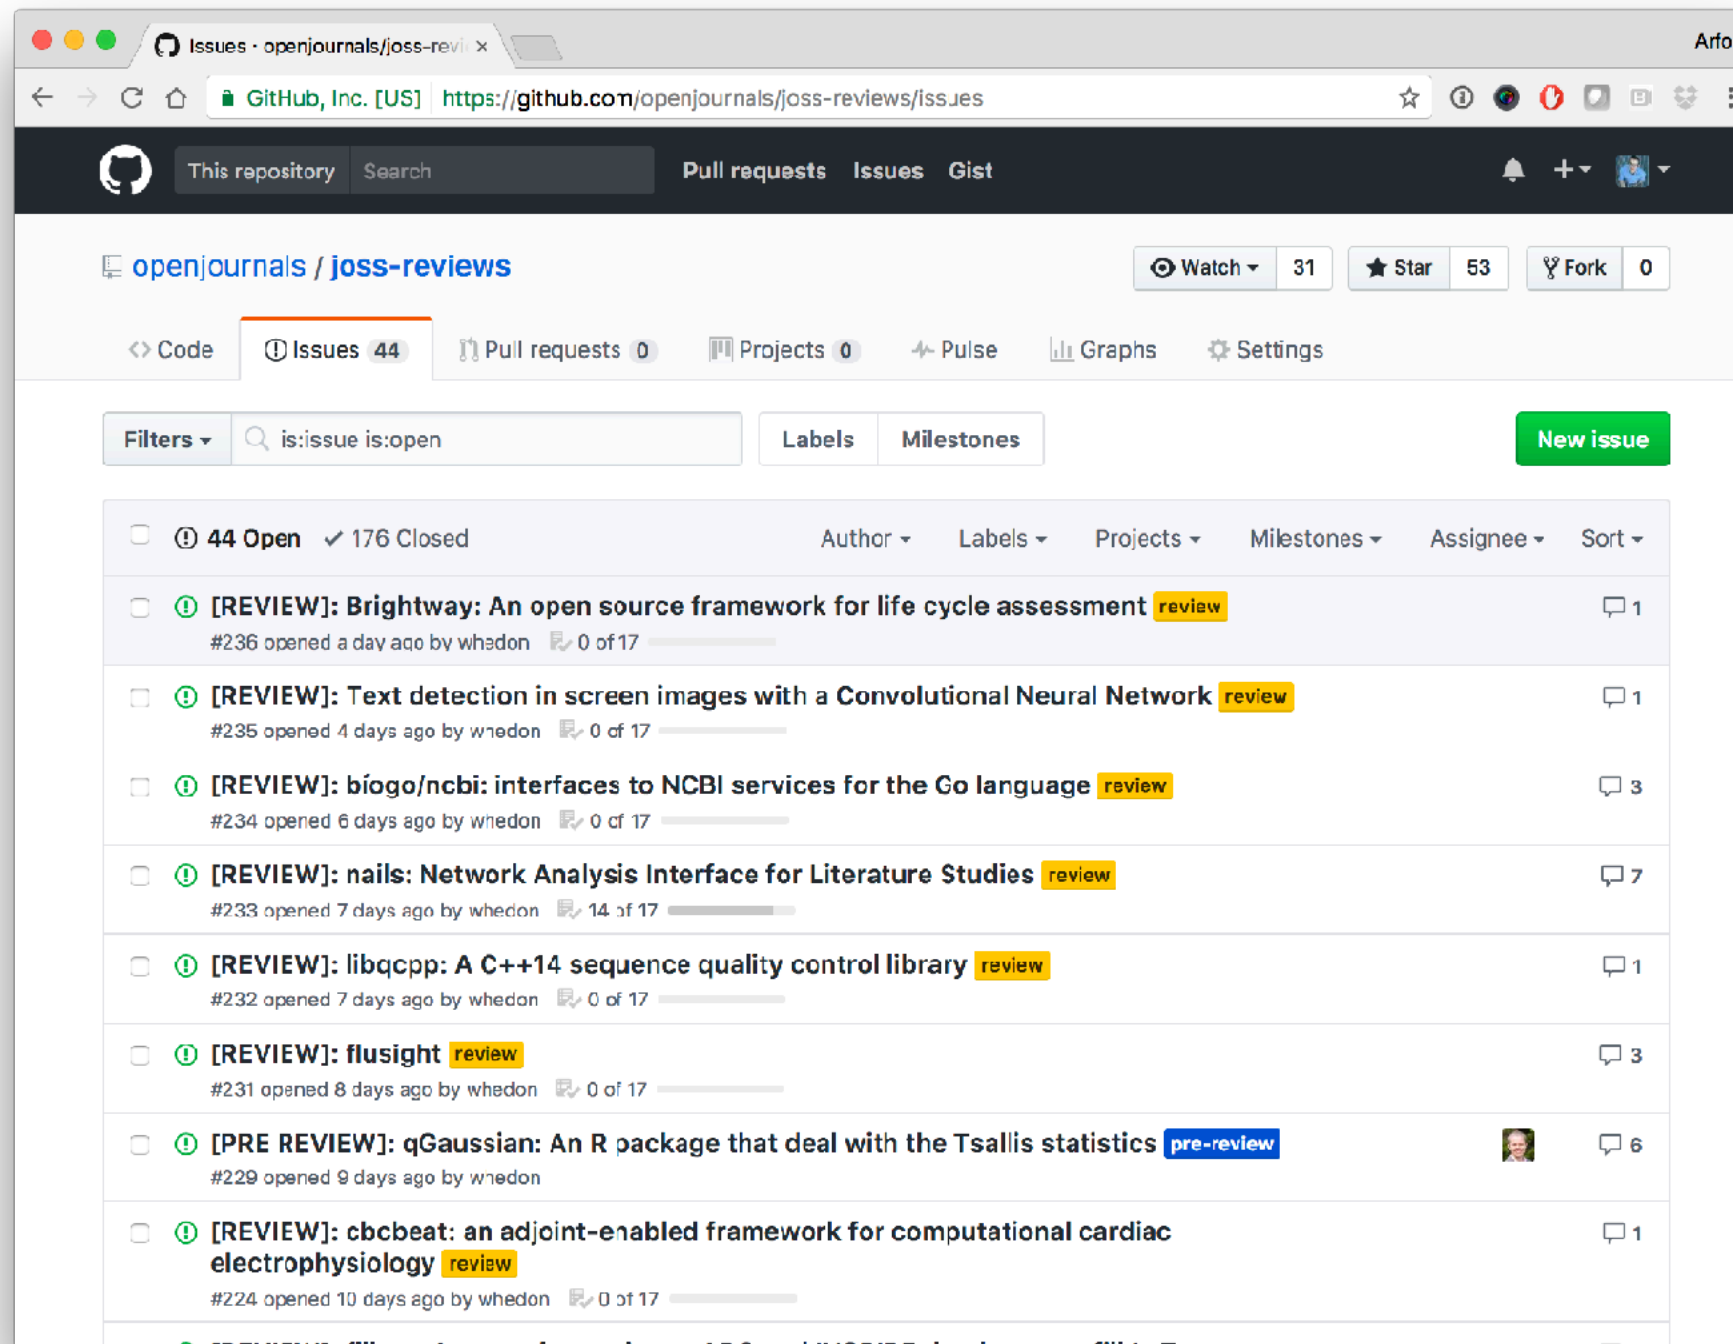 Issues · openjournals/joss-revi
Arfo
GitHub, Inc. [US] https://github.com/openjournals/joss-reviews/issues
This repository Search Pull requests Issues Gist
openjournals / joss-reviews Watch 31 Star 53 Fork 0
Code Issues 44 Pull requests 0 Projects 0 Pulse Graphs Settings
Filters is:issue is:open Labels Milestones New issue
44 Open 176 Closed Author Labels Projects Milestones Assignee Sort
[REVIEW]: Brightway: An open source framework for life cycle assessment review 1
#236 opened a day ago by whedon 0 of 17
[REVIEW]: Text detection in screen images with a Convolutional Neural Network review 1
#235 opened 4 days ago by whedon 0 of 17
[REVIEW]: bíogo/ncbi: interfaces to NCBI services for the Go language review 3
#234 opened 6 days ago by whedon 0 of 17
[REVIEW]: nails: Network Analysis Interface for Literature Studies review 7
#233 opened 7 days ago by whedon 14 of 17
[REVIEW]: libqcpp: A C++14 sequence quality control library review 1
#232 opened 7 days ago by whedon 0 of 17
[REVIEW]: flusight review 3
#231 opened 8 days ago by whedon 0 of 17
[PRE REVIEW]: qGaussian: An R package that deal with the Tsallis statistics pre-review 6
#229 opened 9 days ago by whedon
[REVIEW]: cbcbeat: an adjoint-enabled framework for computational cardiac 1
electrophysiology review
#224 opened 10 days ago by whedon 0 of 17